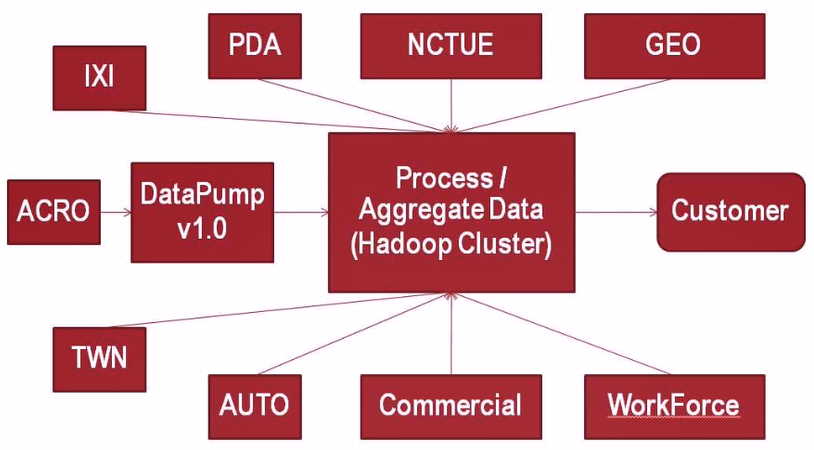 PDA
NCTUE
GEO
IXI
ACRO
DataPump
v1.0
Process /
Aggregate Data
(Hadoop Cluster)
Customer
TWN
AUTO
Commercial
WorkForce